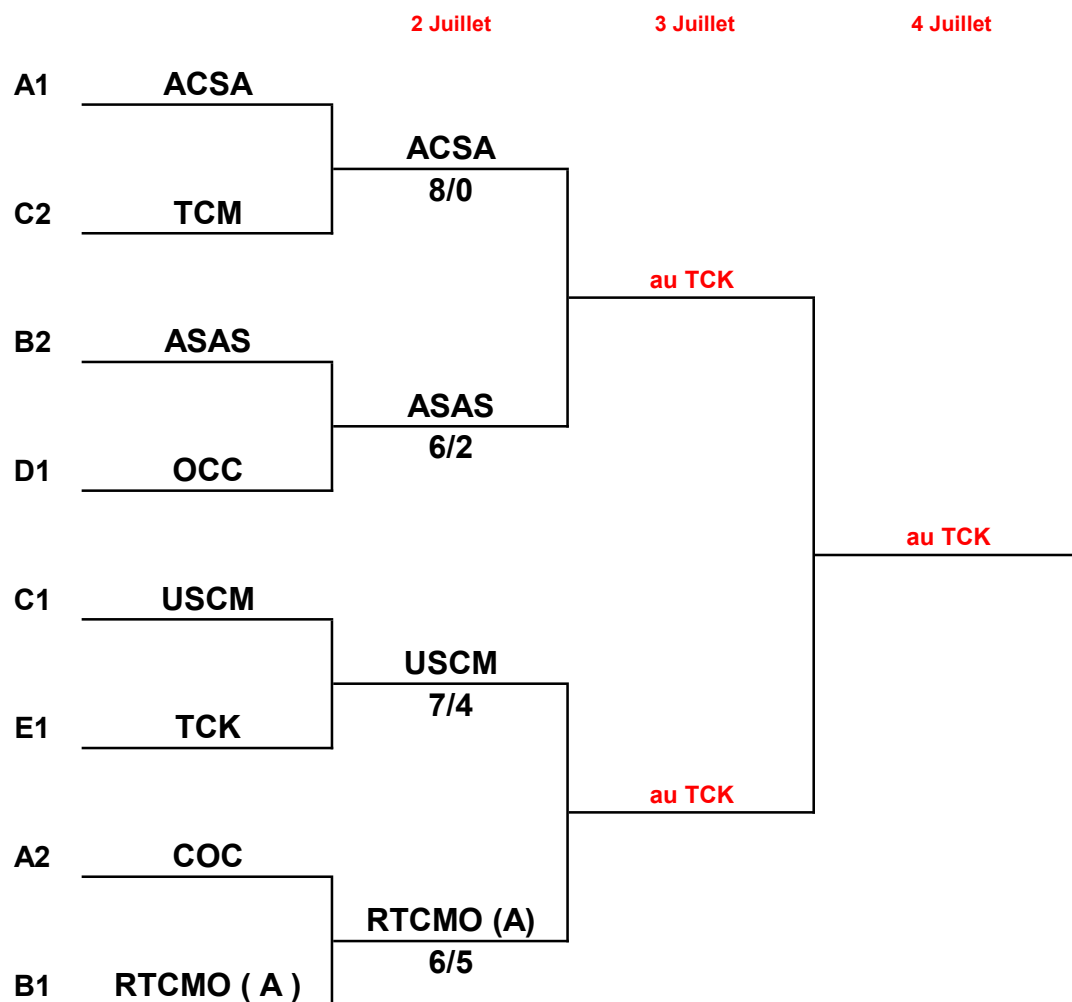 2 Juillet 3 Juillet 4 Juillet
A1 ACSA
ACSA
8/0
C2 TCM
au TCK
B2 ASAS
ASAS
6/2
D1 OCC
au TCK
C1 USCM
USCM
7/4
E1 TCK
au TCK
A2 COC
RTCMO (A)
6/5
B1 RTCMO ( A )